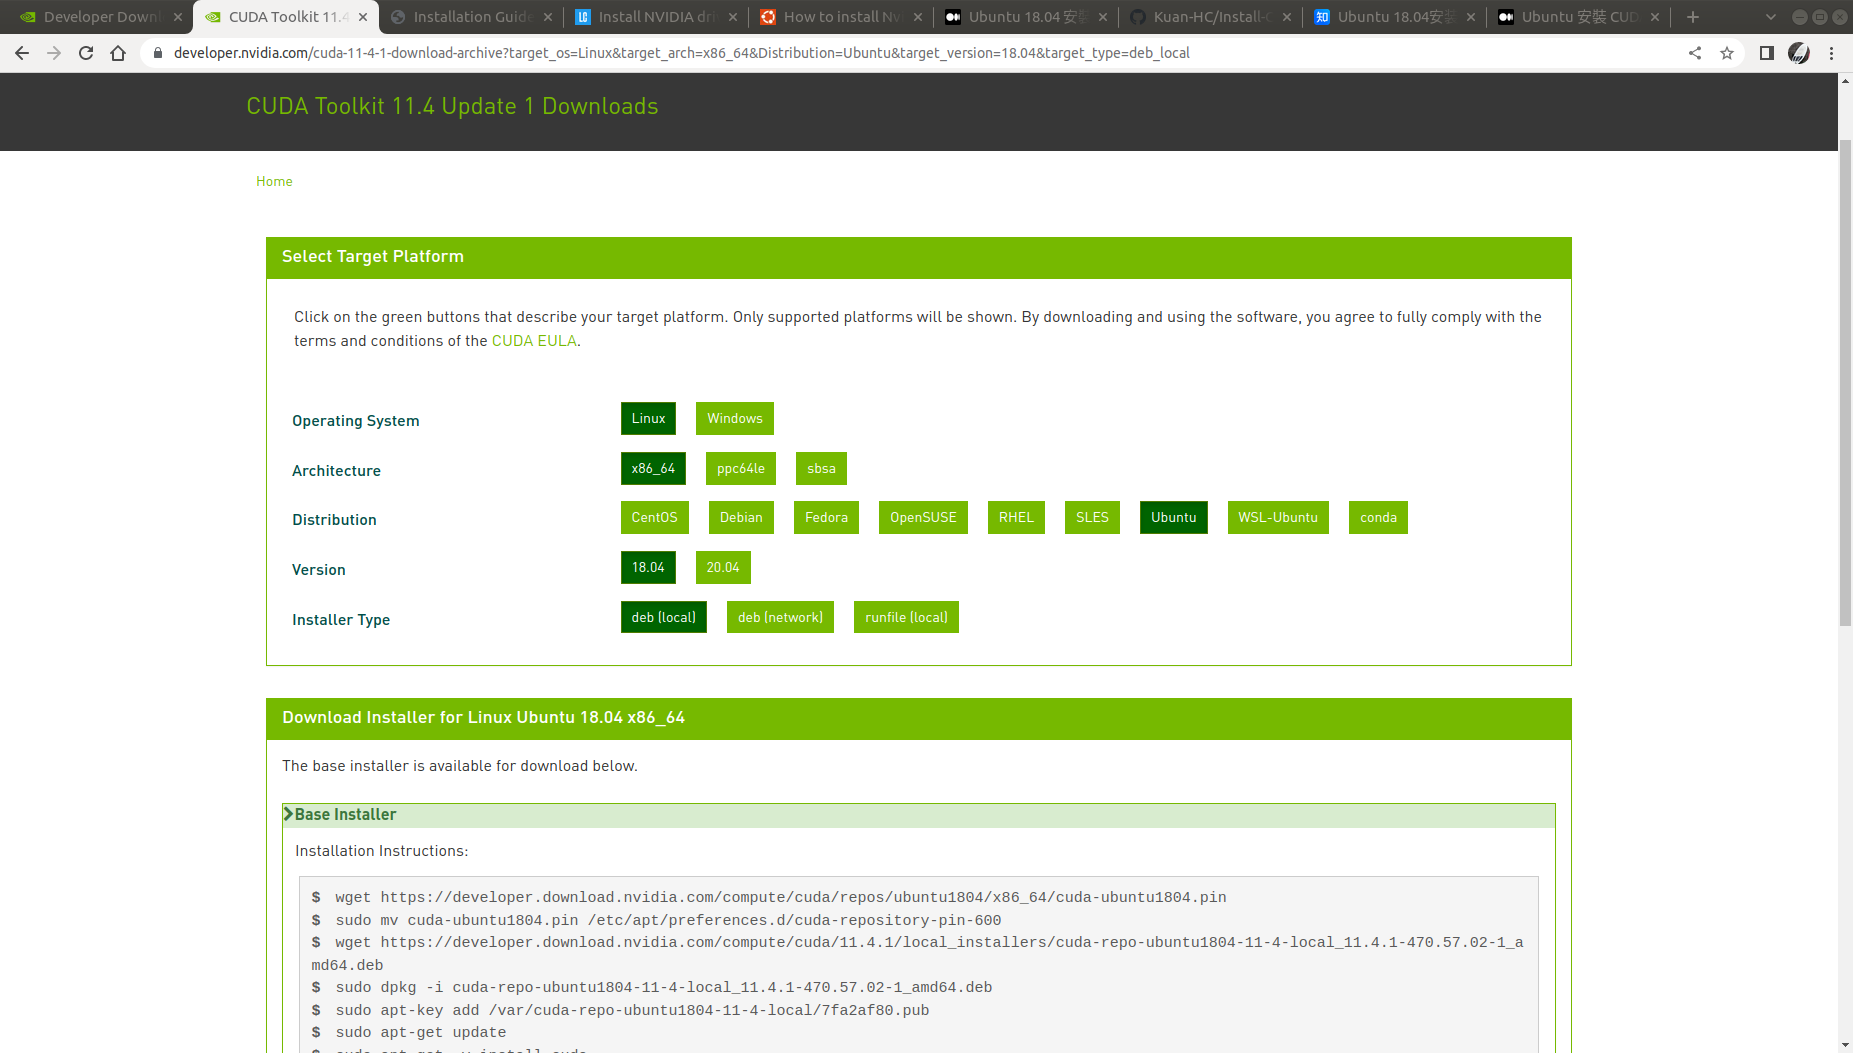 Developer Downl
CUDA Toolkit 11.4
Installation Guide
Install NVIDIA dri
How to install Nv
Ubuntu 18.04 安裝
Kuan-HC/Install-C
知 Ubuntu 18.04安装
Ubuntu 安裝 CUD
developer.nvidia.com/cuda-11-4-1-download-archive?target_os=Linux&target_arch=x86_64&Distribution=Ubuntu&target_version=18.04&target_type=deb_local
CUDA Toolkit 11.4 Update 1 Downloads
Home
Select Target Platform
Click on the green buttons that describe your target platform. Only supported platforms will be shown. By downloading and using the software, you agree to fully comply with the
terms and conditions of the CUDA EULA.
Operating System Linux Windows
Architecture x86_64 ppc64le sbsa
Distribution CentOS Debian Fedora OpenSUSE RHEL SLES Ubuntu WSL-Ubuntu conda
Version 18.04 20.04
Installer Type deb (local) deb (network) runfile (local)
Download Installer for Linux Ubuntu 18.04 x86_64
The base installer is available for download below.
Base Installer
Installation Instructions:
$ wget https://developer.download.nvidia.com/compute/cuda/repos/ubuntu1804/x86_64/cuda-ubuntu1804.pin
$ sudo mv cuda-ubuntu1804.pin /etc/apt/preferences.d/cuda-repository-pin-600
$ wget https://developer.download.nvidia.com/compute/cuda/11.4.1/local_installers/cuda-repo-ubuntu1804-11-4-local_11.4.1-470.57.02-1_a
md64.deb
$ sudo dpkg -i cuda-repo-ubuntu1804-11-4-local_11.4.1-470.57.02-1_amd64.deb
$ sudo apt-key add /var/cuda-repo-ubuntu1804-11-4-local/7fa2af80.pub
$ sudo apt-get update
$ sudo apt-get -y install cuda